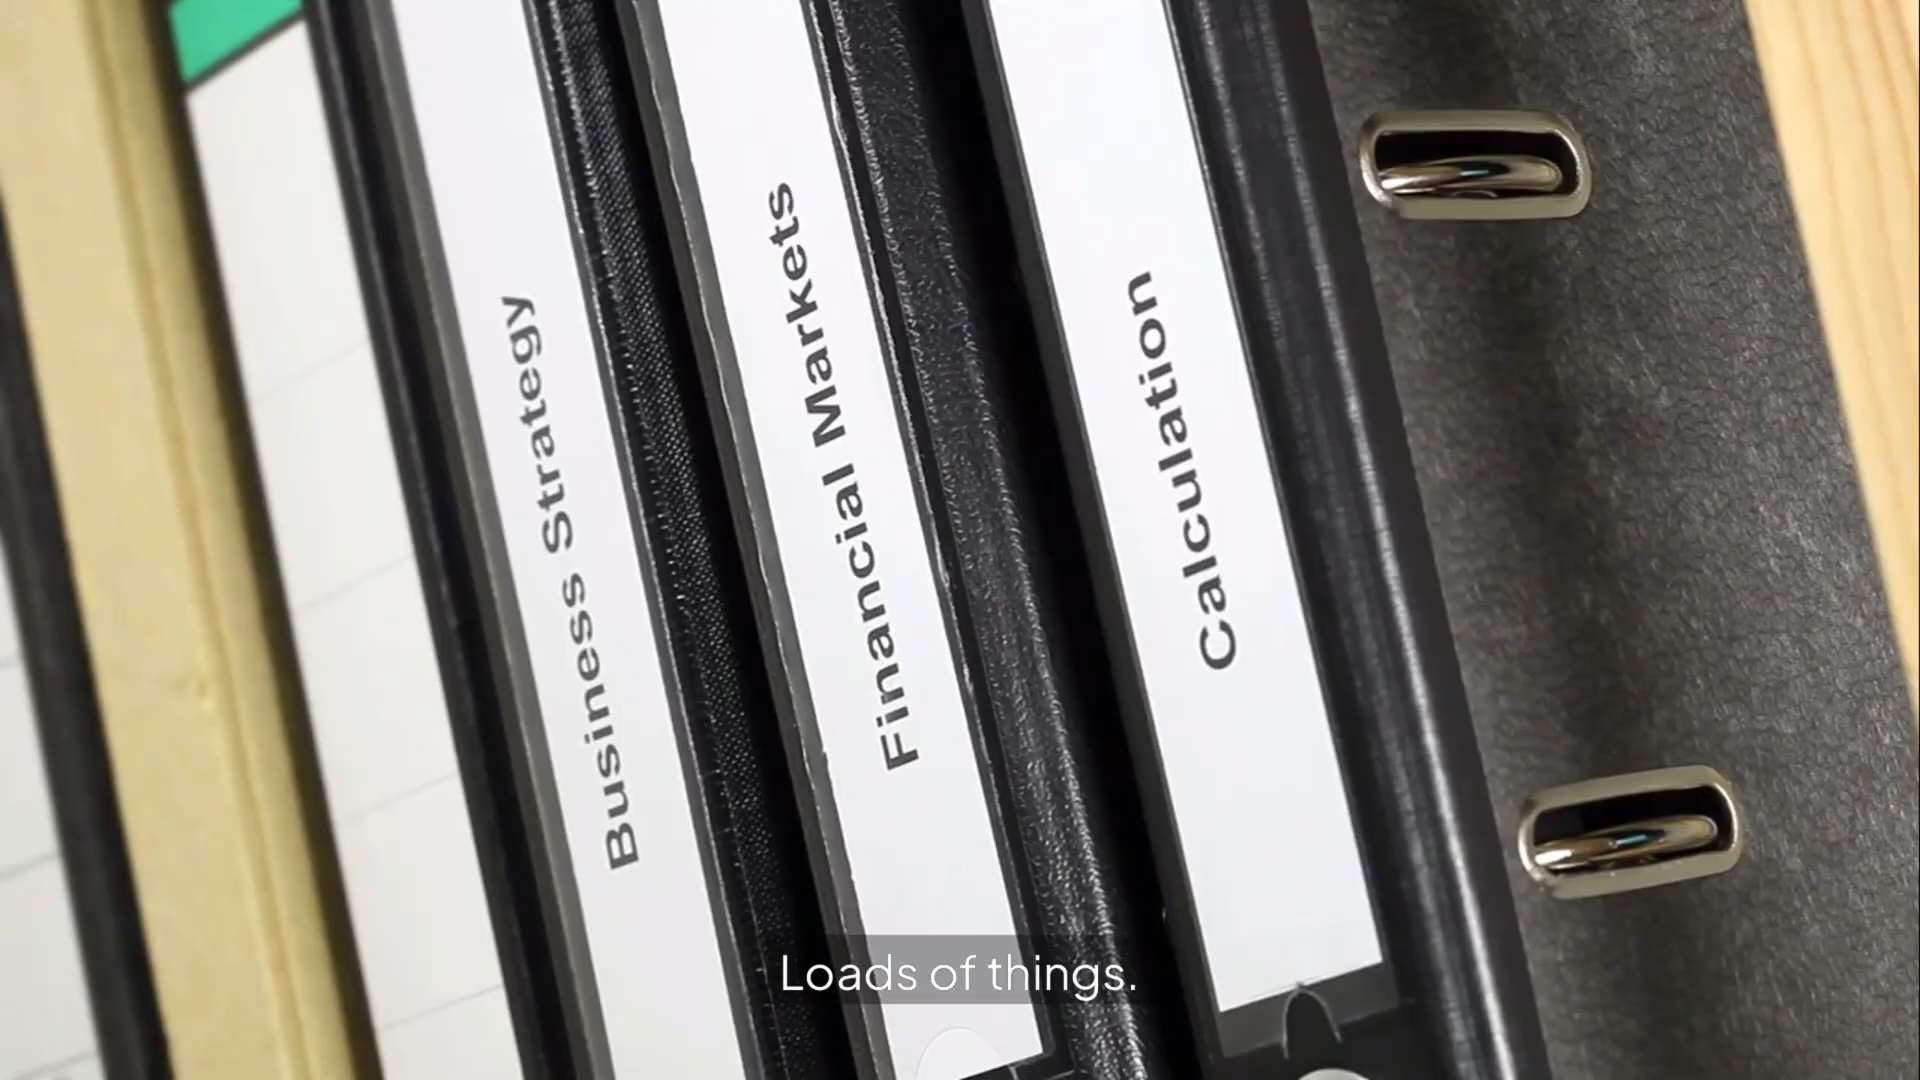 Business Strategy
Financial Markets
Calculation
Loads of things.